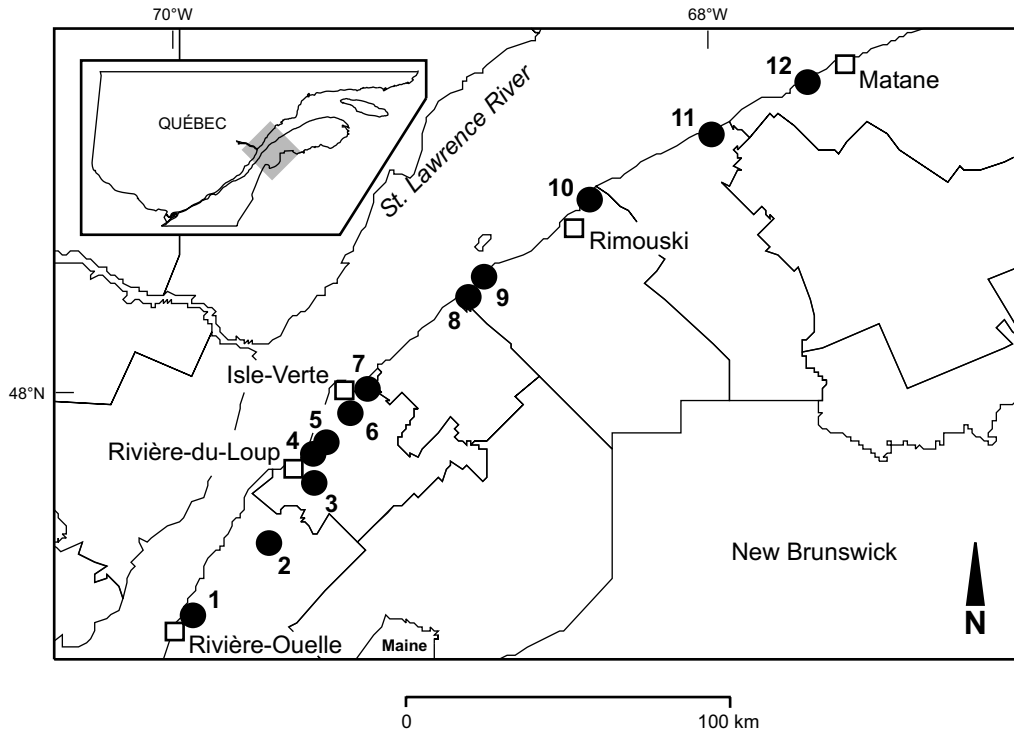 70°W
68°W
12
Matane
QUÉBEC
St. Lawrence River
11
10
Rimouski
9
8
7
Isle-Verte
48°N
6
5
4
Rivière-du-Loup
3
2
New Brunswick
1
N
Rivière-Ouelle
Maine
0
100 km